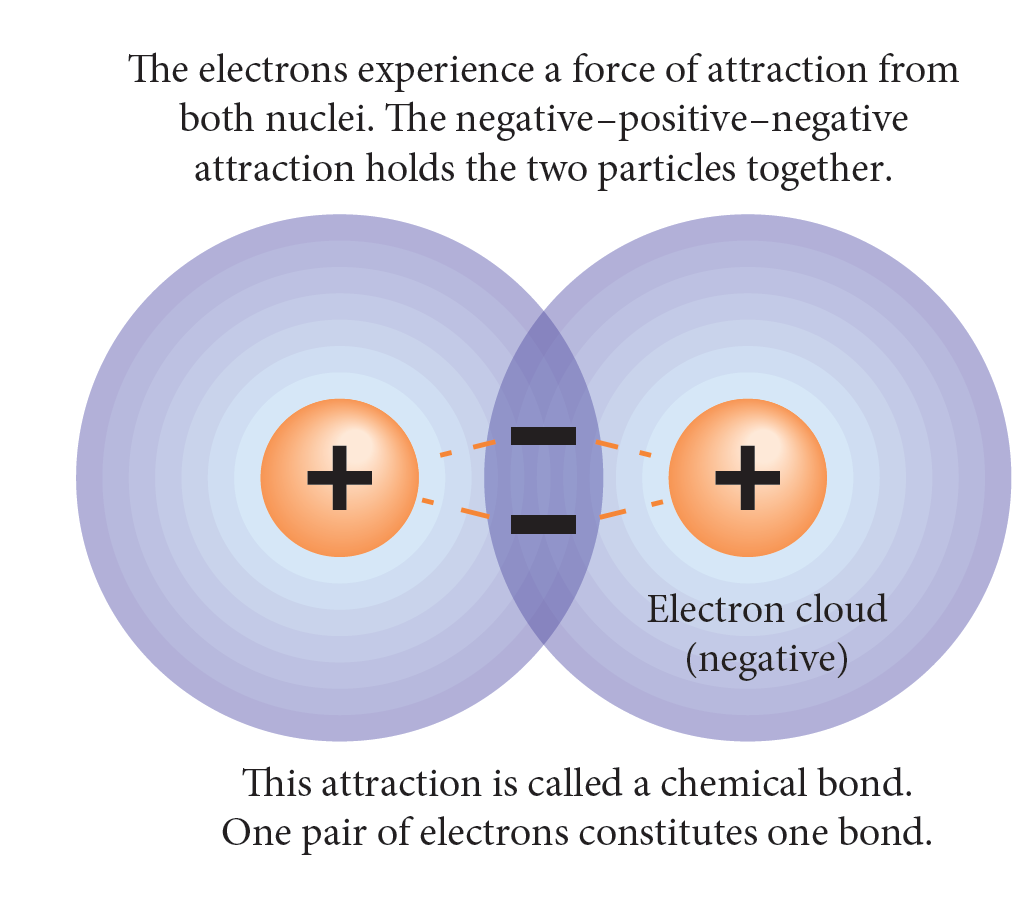 The electrons experience a force of attraction from
both nuclei. The negative–positive–negative
attraction holds the two particles together.
+
–
–
+
Electron cloud
(negative)
This attraction is called a chemical bond.
One pair of electrons constitutes one bond.